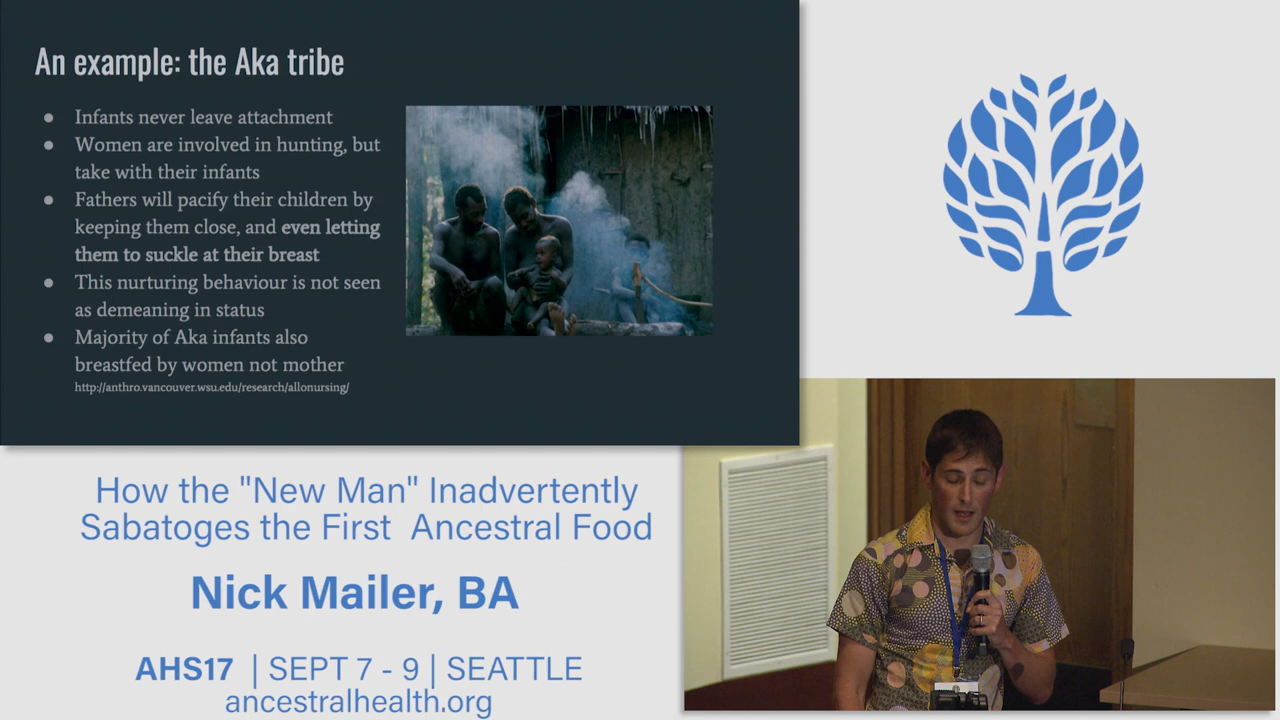 An example: the Aka tribe
● Infants never leave attachment
● Women are involved in hunting, but
take with their infants
● Fathers will pacify their children by
keeping them close, and even letting
them to suckle at their breast
● This nurturing behaviour is not seen
as demeaning in status
● Majority of Aka infants also
breastfed by women not mother
http://anthro.vancouver.wsu.edu/research/allonursing/
How the "New Man" Inadvertently
Sabatoges the First Ancestral Food
Nick Mailer, BA
AHS17 | SEPT 7 - 9 | SEATTLE
ancestralhealth.org